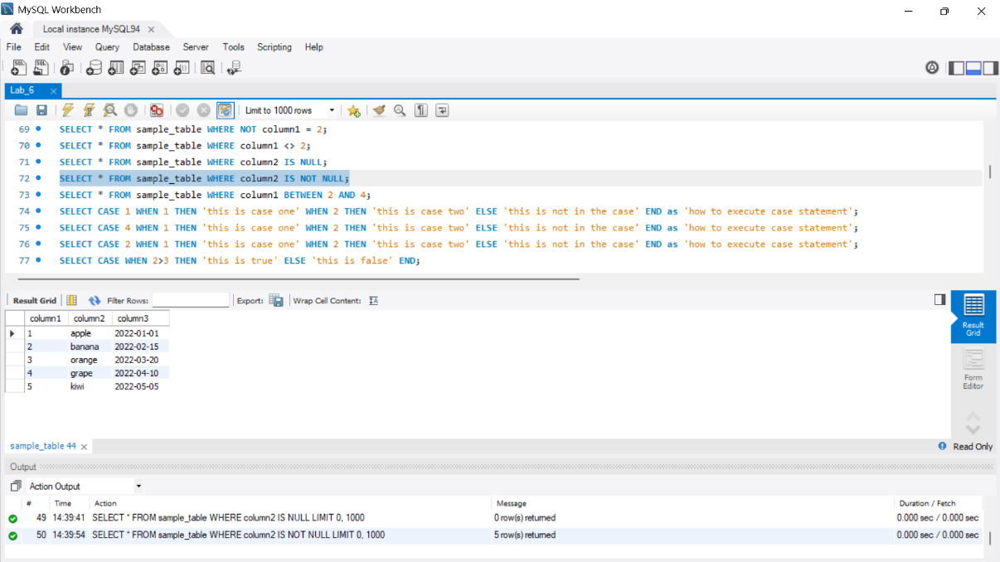 MySQL Workbench
Local instance MySQL94
File Edit View Query Database Server Tools Scripting Help
Lab_6
Limit to 1000 rows
69 SELECT * FROM sample_table WHERE NOT column1 = 2;
70 SELECT * FROM sample_table WHERE column1 <> 2;
71 SELECT * FROM sample_table WHERE column2 IS NULL;
72 SELECT * FROM sample_table WHERE column2 IS NOT NULL;
73 SELECT * FROM sample_table WHERE column1 BETWEEN 2 AND 4;
74 SELECT CASE 1 WHEN 1 THEN 'this is case one' WHEN 2 THEN 'this is case two' ELSE 'this is not in the case' END as 'how to execute case statement';
75 SELECT CASE 4 WHEN 1 THEN 'this is case one' WHEN 2 THEN 'this is case two' ELSE 'this is not in the case' END as 'how to execute case statement';
76 SELECT CASE 2 WHEN 1 THEN 'this is case one' WHEN 2 THEN 'this is case two' ELSE 'this is not in the case' END as 'how to execute case statement';
77 SELECT CASE WHEN 2>3 THEN 'this is true' ELSE 'this is false' END;
Result Grid Filter Rows: Export: Wrap Cell Content:
column1 column2 column3
1 apple 2022-01-01
2 banana 2022-02-15
3 orange 2022-03-20
4 grape 2022-04-10
5 kiwi 2022-05-05
Result
Grid
Form
Editor
sample_table 44
Read Only
Output
Action Output
# Time Action Message Duration / Fetch
49 14:39:41 SELECT * FROM sample_table WHERE column2 IS NULL LIMIT 0, 1000 0 row(s) returned 0.000 sec / 0.000 sec
50 14:39:54 SELECT * FROM sample_table WHERE column2 IS NOT NULL LIMIT 0, 1000 5 row(s) returned 0.000 sec / 0.000 sec